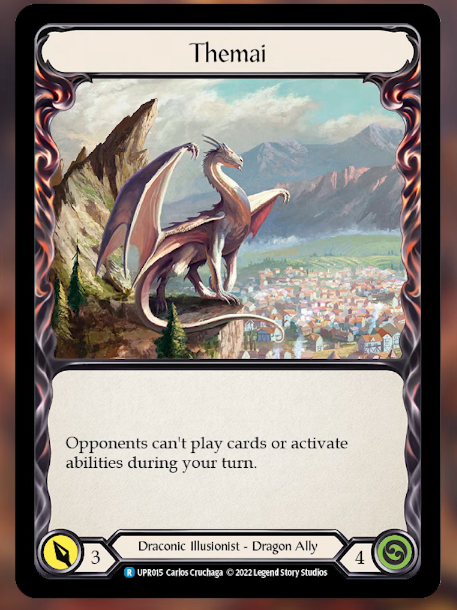 Themai
Opponents can't play cards or activate
abilities during your turn.
3
Draconic Illusionist - Dragon Ally
4
R UPR015 Carlos Cruchaga © 2022 Legend Story Studios